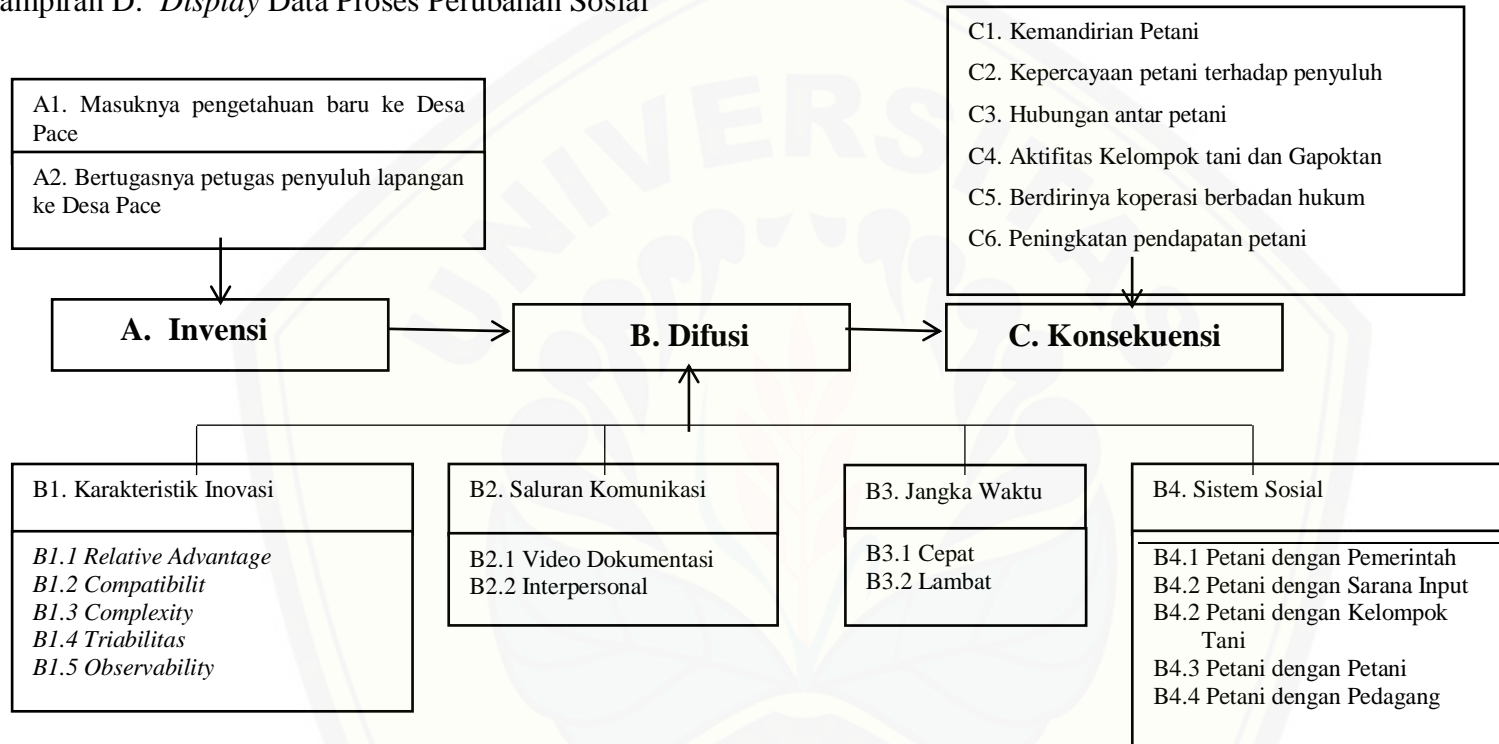 ampiran D. Display Data Proses Perubahan Sosial
A1. Masuknya pengetahuan baru ke Desa
Pace
A2. Bertugasnya petugas penyuluh lapangan
ke Desa Pace
C1. Kemandirian Petani
C2. Kepercayaan petani terhadap penyuluh
C3. Hubungan antar petani
C4. Aktifitas Kelompok tani dan Gapoktan
C5. Berdirinya koperasi berbadan hukum
C6. Peningkatan pendapatan petani
A. Invensi
B. Difusi
C. Konsekuensi
B1. Karakteristik Inovasi
B1.1 Relative Advantage
B1.2 Compatibilit
B1.3 Complexity
B1.4 Triabilitas
B1.5 Observability
B2. Saluran Komunikasi
B2.1 Video Dokumentasi
B2.2 Interpersonal
B3. Jangka Waktu
B3.1 Cepat
B3.2 Lambat
B4. Sistem Sosial
B4.1 Petani dengan Pemerintah
B4.2 Petani dengan Sarana Input
B4.2 Petani dengan Kelompok
Tani
B4.3 Petani dengan Petani
B4.4 Petani dengan Pedagang
UNIVERSITAS